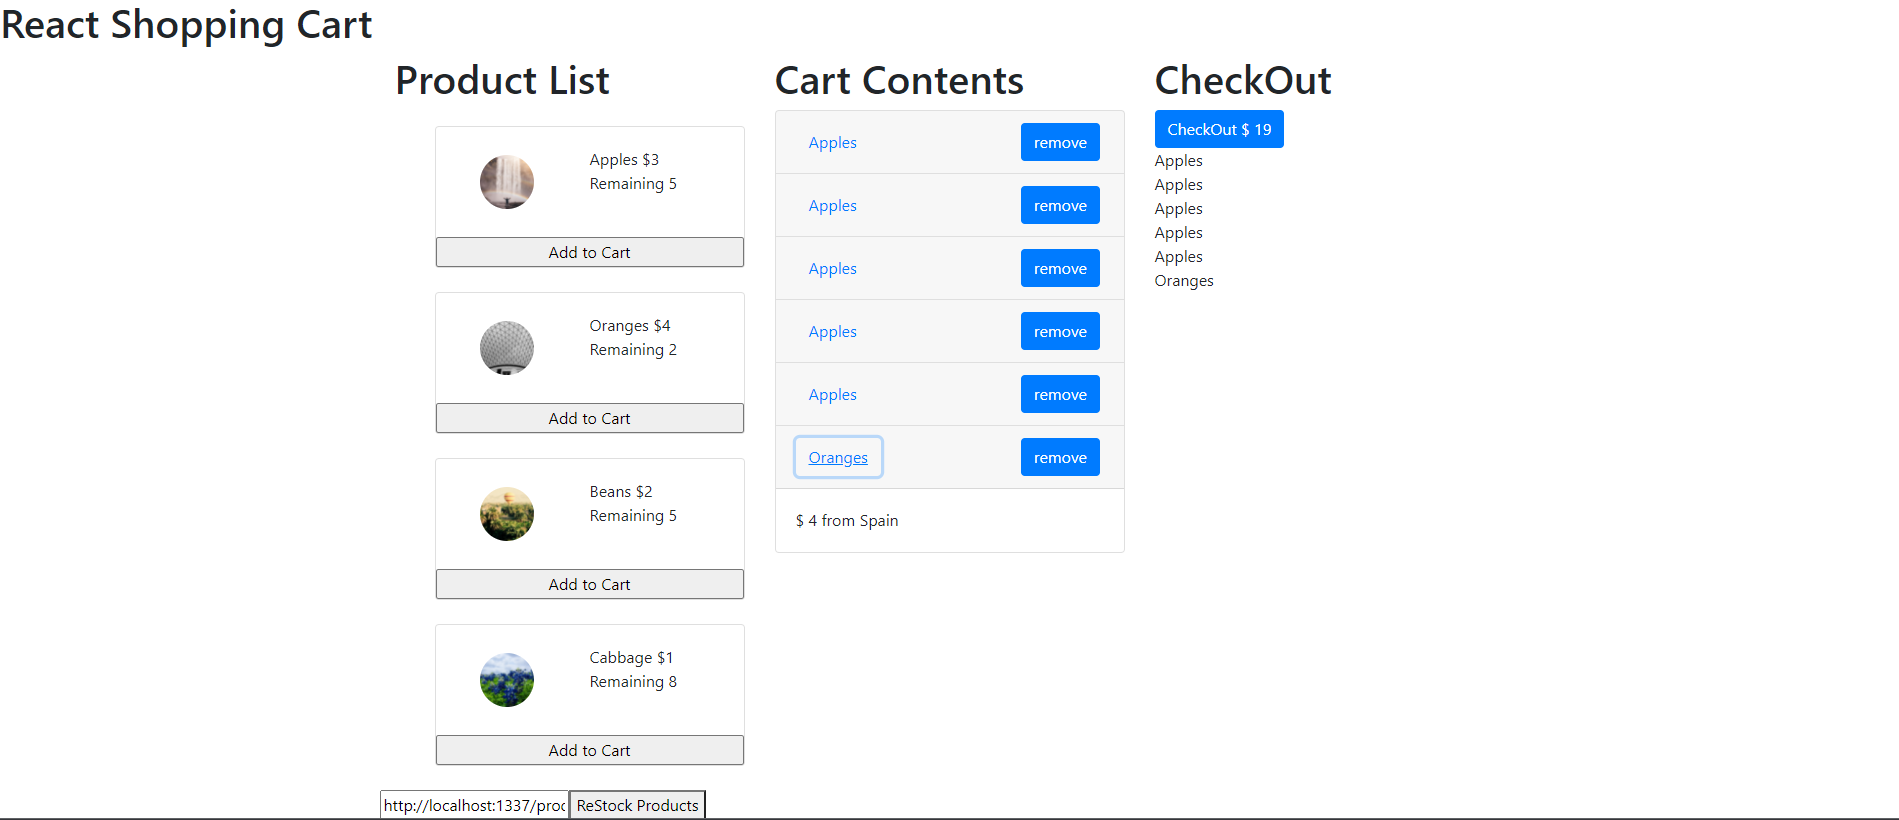 React Shopping Cart
Product List
Apples $3
Remaining 5
Add to Cart
Oranges $4
Remaining 2
Add to Cart
Beans $2
Remaining 5
Add to Cart
Cabbage $1
Remaining 8
Add to Cart
http://localhost:1337/prod
ReStock Products
Cart Contents
Apples remove
Apples remove
Apples remove
Apples remove
Apples remove
Oranges remove
$ 4 from Spain
CheckOut
CheckOut $ 19
Apples
Apples
Apples
Apples
Apples
Oranges